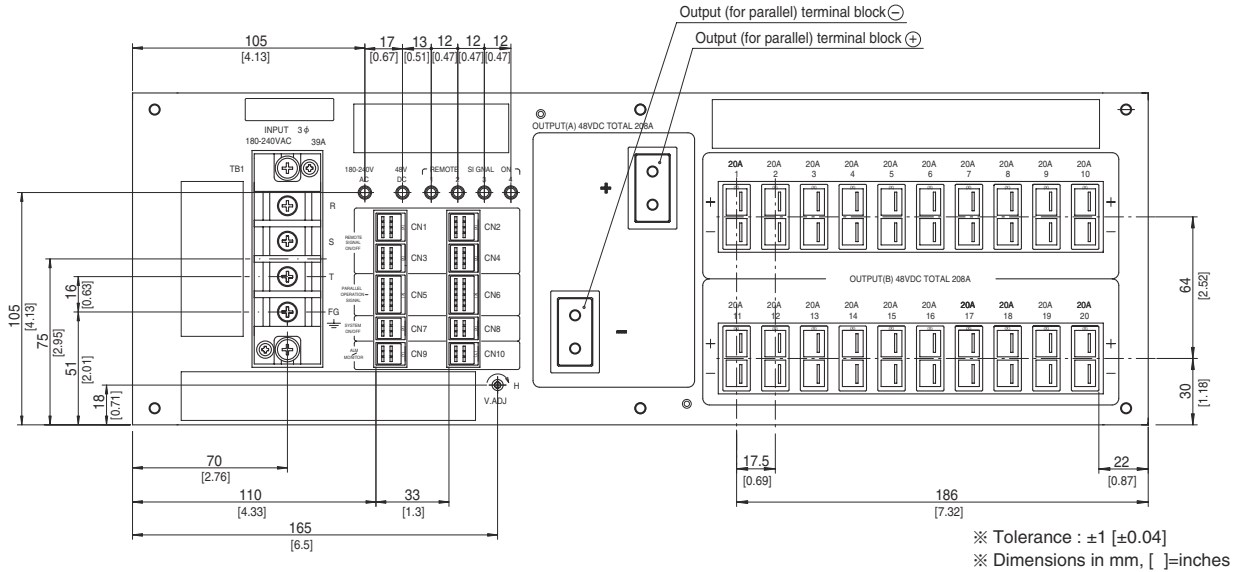 Output (for parallel) terminal block ⊖
Output (for parallel) terminal block ⊕
105
[4.13]
17
[0.67]
13
[0.51]
12
[0.47]
12
[0.47]
12
[0.47]
INPUT 3φ
180-240VAC 39A
TB1
R
S
T
FG
180-240V
AC
48V
DC
REMOTE SIGNAL ON
1 2 3 4
REMOTE
SIGNAL
ON/OFF
PARALLEL
OPERATION
SIGNAL
SYSTEM
ON/OFF
ALM
MONITOR
CN1 CN2
CN3 CN4
CN5 CN6
CN7 CN8
CN9 CN10
H
V.ADJ
OUTPUT(A) 48VDC TOTAL 208A
+
-
20A 20A 20A 20A 20A 20A 20A 20A 20A 20A
1 2 3 4 5 6 7 8 9 10
+ +
- -
OUTPUT(B) 48VDC TOTAL 208A
20A 20A 20A 20A 20A 20A 20A 20A 20A 20A
11 12 13 14 15 16 17 18 19 20
+ +
- -
105
[4.13]
75
[2.95]
51
[2.01]
16
[0.63]
18
[0.71]
64
[2.52]
30
[1.18]
70
[2.76]
110
[4.33]
33
[1.3]
165
[6.5]
17.5
[0.69]
22
[0.87]
186
[7.32]
※ Tolerance : ±1 [±0.04]
※ Dimensions in mm, [ ]=inches